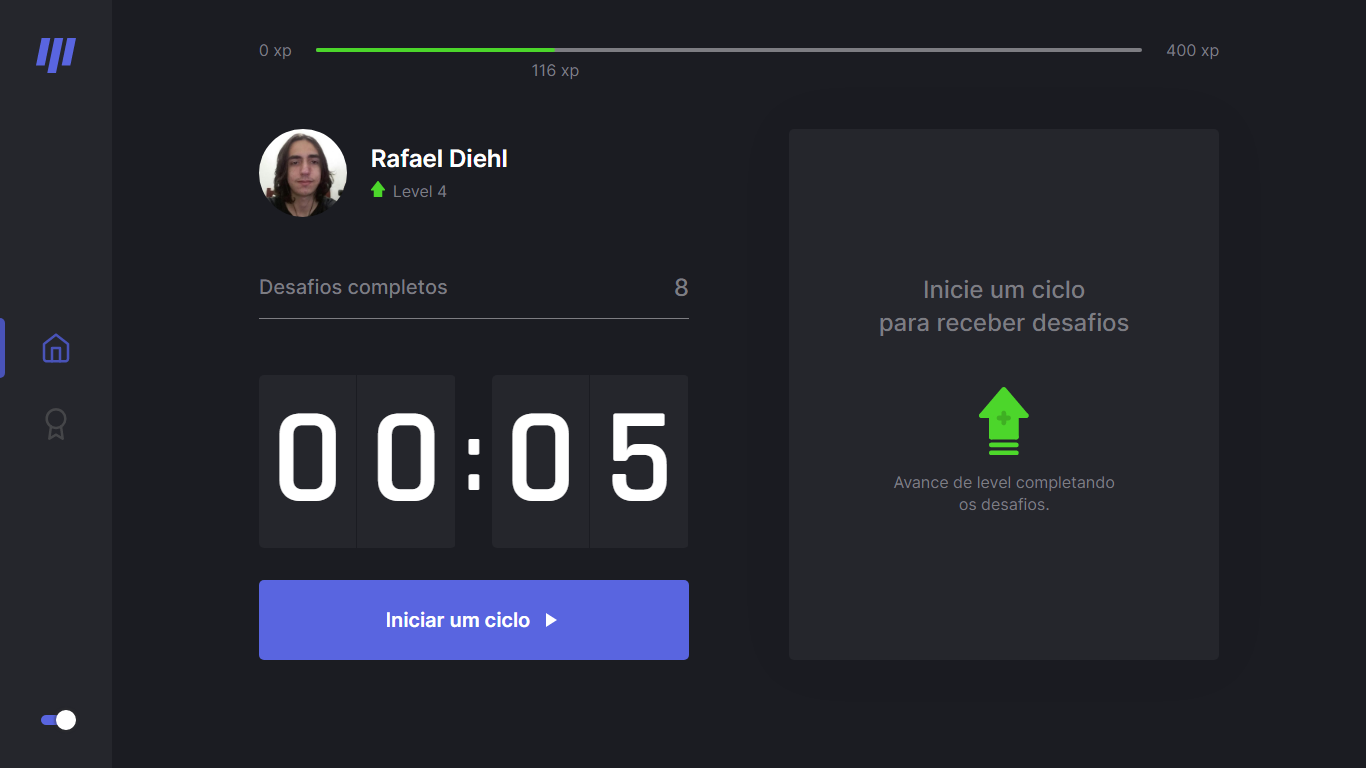 0 xp
400 xp
116 xp
Rafael Diehl
Level 4
Desafios completos 8
00:05
Iniciar um ciclo
Inicie um ciclo
para receber desafios
Avance de level completando
os desafios.